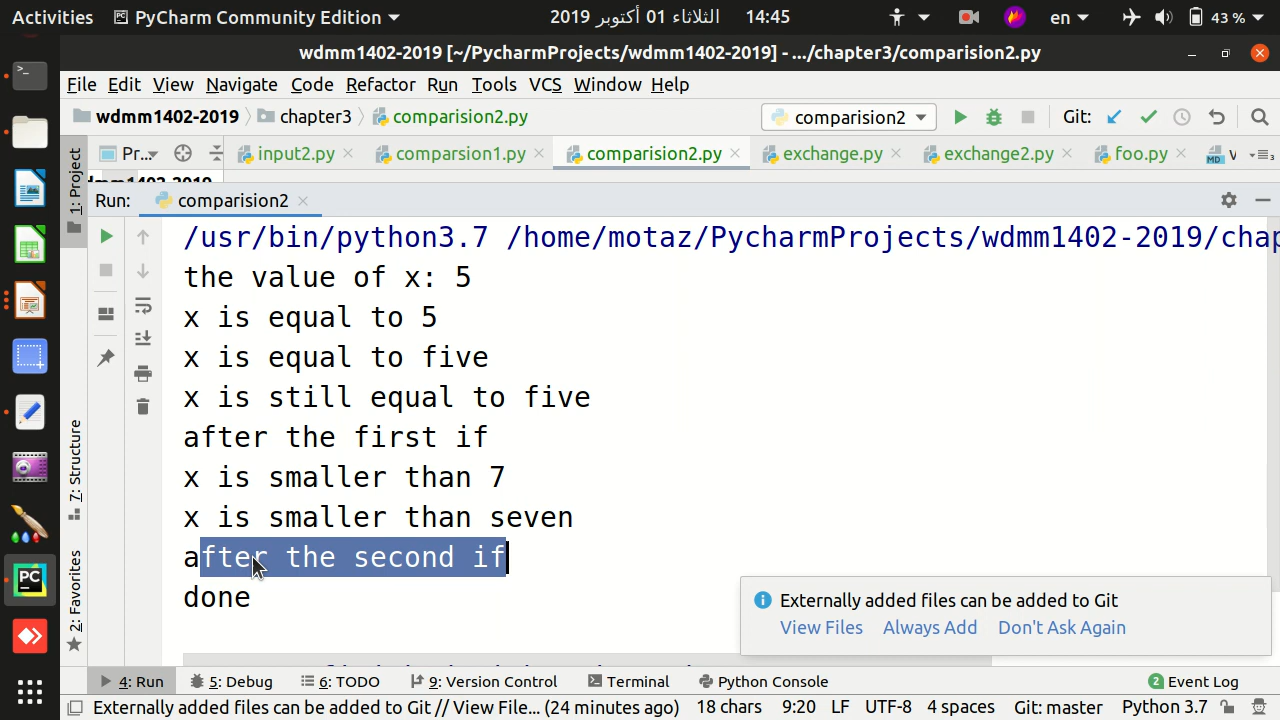 Activities PyCharm Community Edition الثلاثاء 01 أكتوبر 2019 14:45 en 43 %
wdmm1402-2019 [~/PycharmProjects/wdmm1402-2019] - .../chapter3/comparision2.py
File Edit View Navigate Code Refactor Run Tools VCS Window Help
wdmm1402-2019 chapter3 comparision2.py comparision2 Git:
Pr... input2.py comparsion1.py comparision2.py exchange.py exchange2.py foo.py
1: Project
Run: comparision2
/usr/bin/python3.7 /home/motaz/PycharmProjects/wdmm1402-2019/chap
the value of x: 5
x is equal to 5
x is equal to five
x is still equal to five
after the first if
x is smaller than 7
x is smaller than seven
after the second if
done
7: Structure
2: Favorites
Externally added files can be added to Git
View Files Always Add Don't Ask Again
4: Run 5: Debug 6: TODO 9: Version Control Terminal Python Console 2 Event Log
Externally added files can be added to Git // View File... (24 minutes ago) 18 chars 9:20 LF UTF-8 4 spaces Git: master Python 3.7